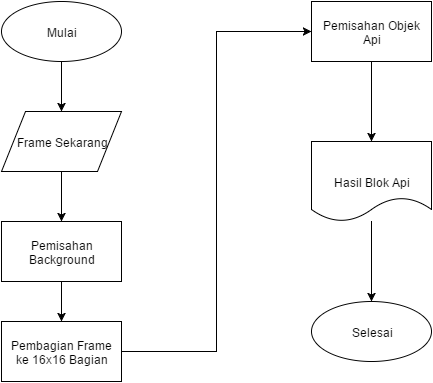 Mulai
Frame Sekarang
Pemisahan
Background
Pembagian Frame
ke 16x16 Bagian
Pemisahan Objek
Api
Hasil Blok Api
Selesai